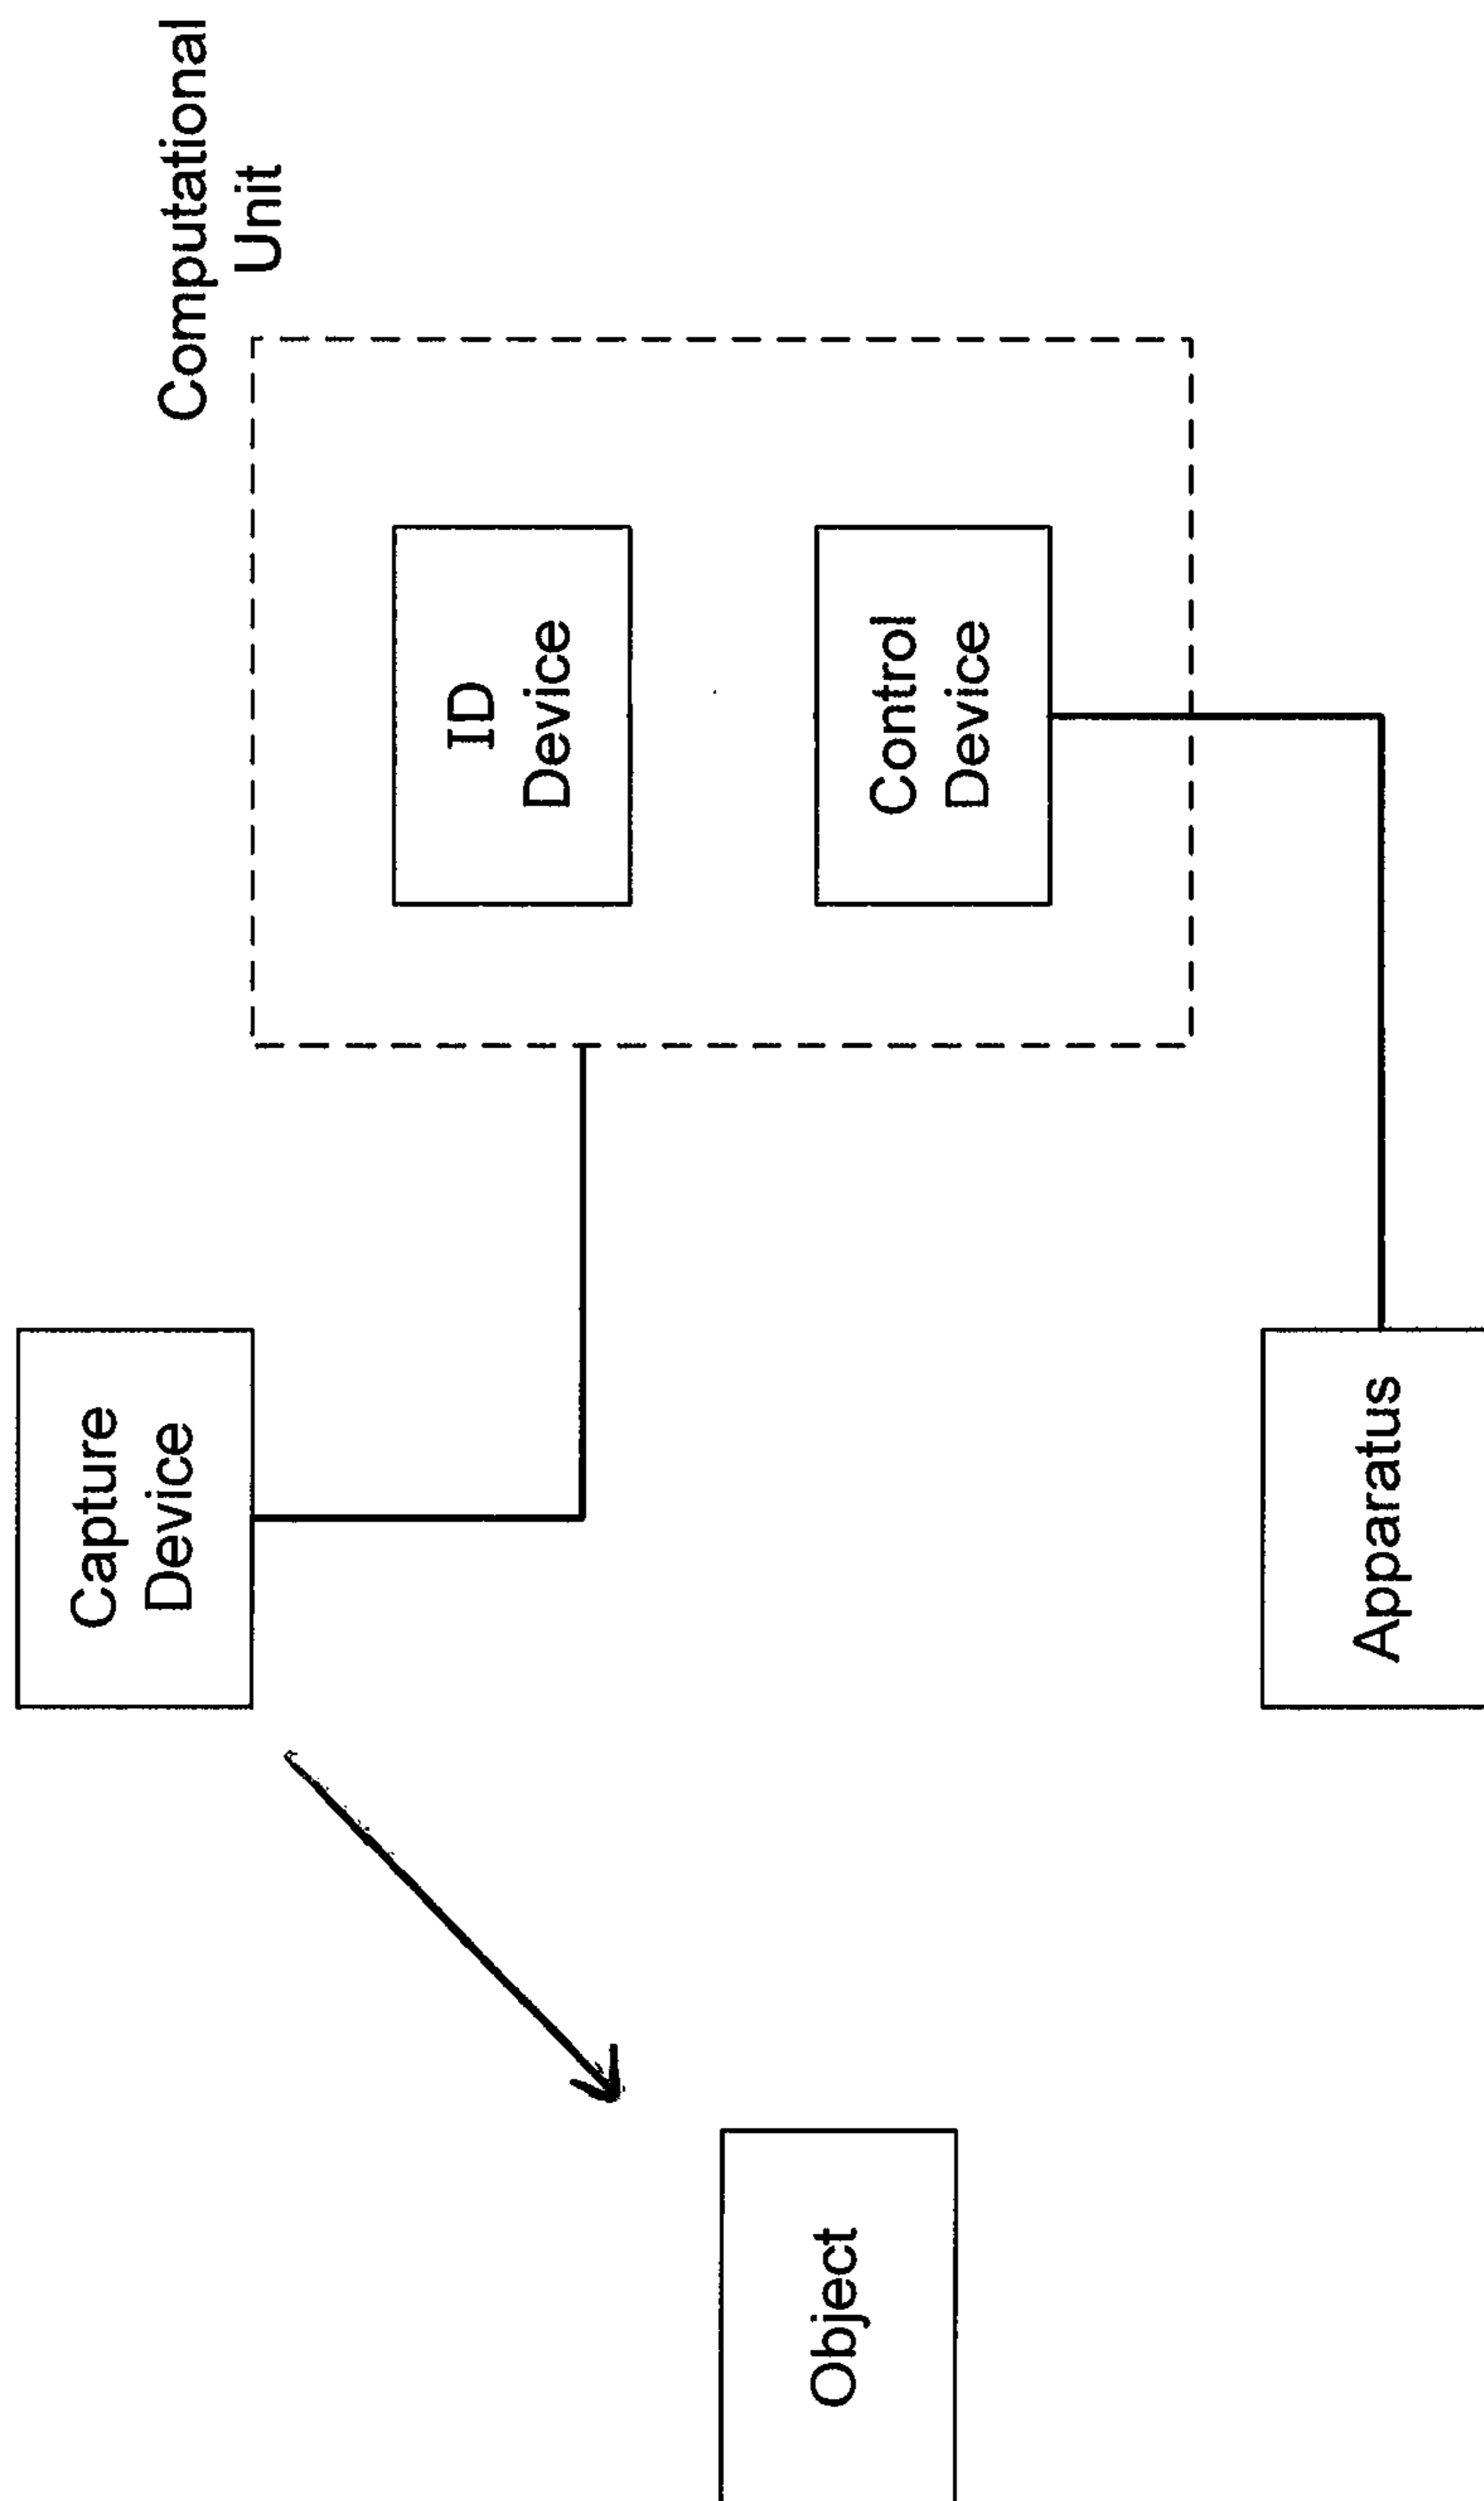 Computational
Unit
ID
Device
Control
Device
Capture
Device
Apparatus
Object